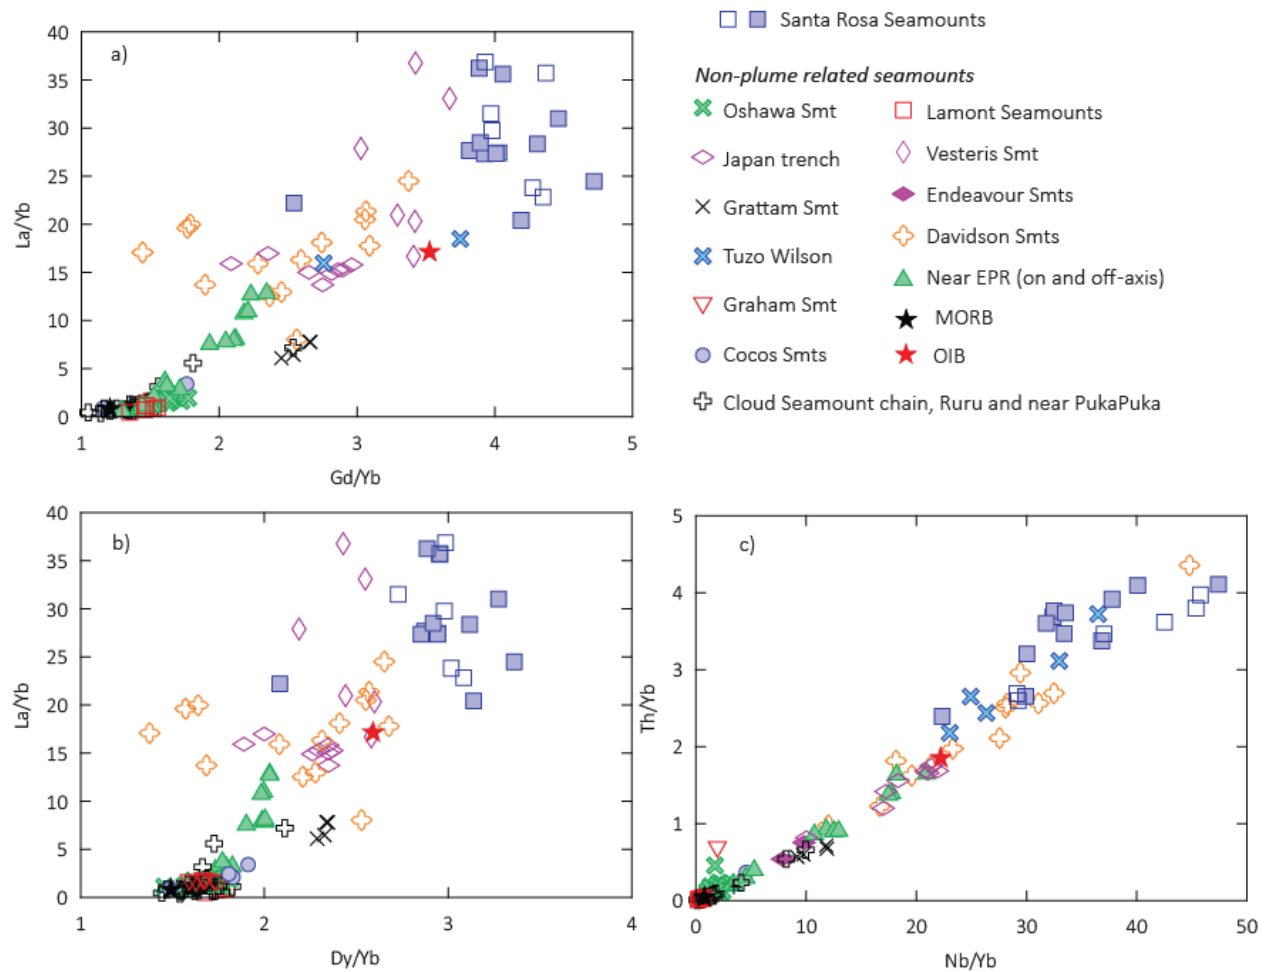 Santa Rosa Seamounts
Non-plume related seamounts
Oshawa Smt
Lamont Seamounts
Japan trench
Vesteris Smt
Grattam Smt
Endeavour Smts
Tuzo Wilson
Davidson Smts
Graham Smt
Near EPR (on and off-axis)
Cocos Smts
MORB
OIB
Cloud Seamount chain, Ruru and near PukaPuka
a)
40
35
30
25
20
15
10
5
0
La/Yb
1 2 3 4 5
Gd/Yb
b)
40
35
30
25
20
15
10
5
0
La/Yb
1 2 3 4
Dy/Yb
c)
5
4
3
2
1
0
Th/Yb
0 10 20 30 40 50
Nb/Yb